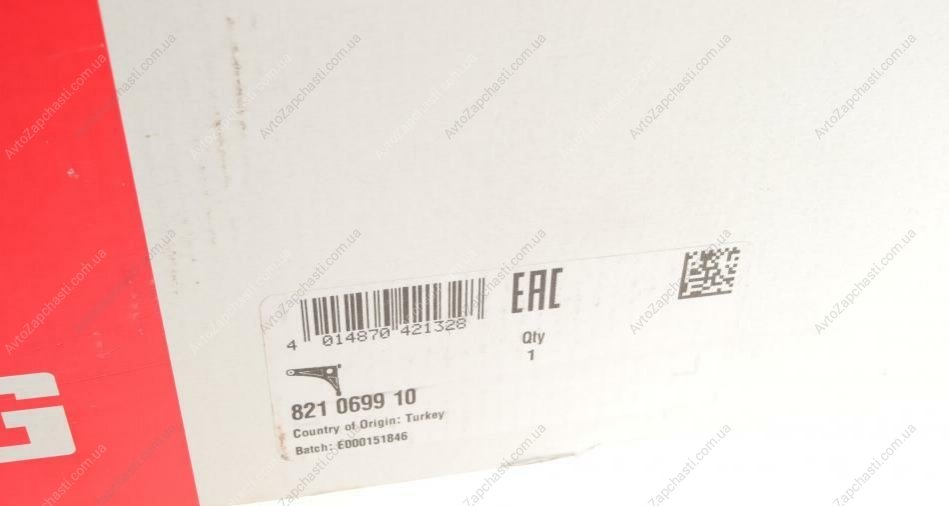 4 014870 421328
EAC
Qty
1
821 0699 10
Country of Origin: Turkey
Batch: E000151846
G
AvtoZapchasti.com.ua